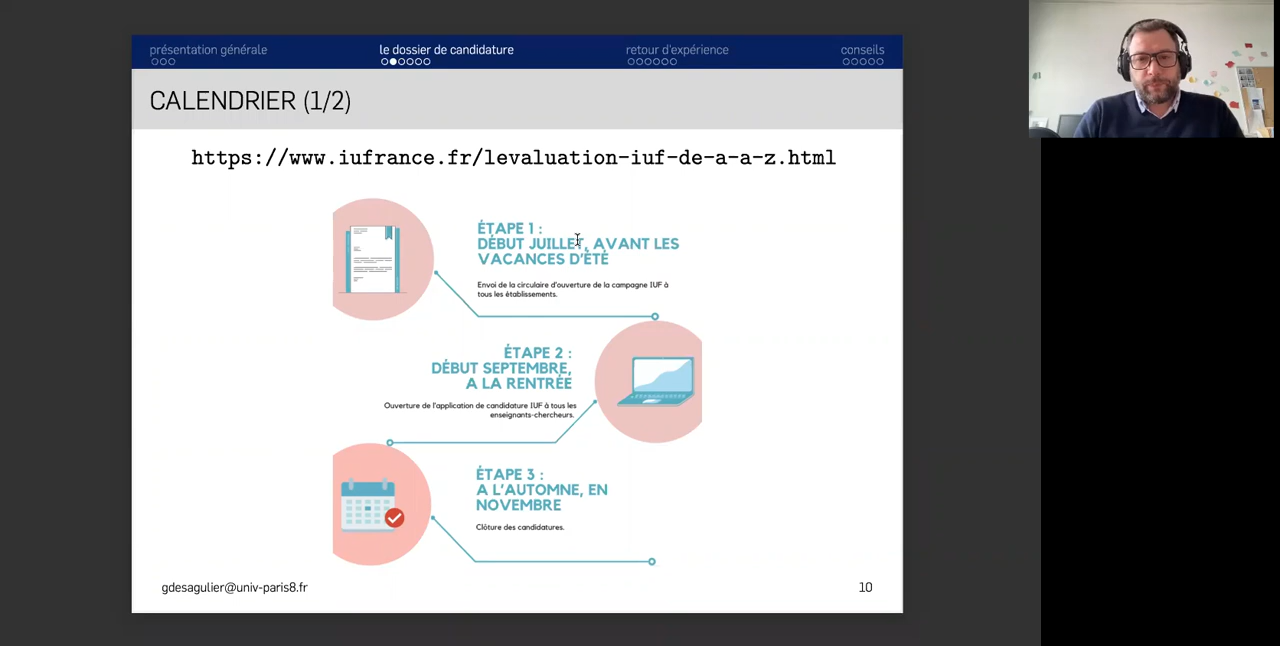 présentation générale
le dossier de candidature
retour d'expérience
conseils
CALENDRIER (1/2)
https://www.iufrance.fr/levaluation-iuf-de-a-a-z.html
ÉTAPE 1 :
DÉBUT JUILLET, AVANT LES
VACANCES D'ÉTÉ
Envoi de la circulaire d'ouverture de la campagne IUF à
tous les établissements.
ÉTAPE 2 :
DÉBUT SEPTEMBRE,
A LA RENTRÉE
Ouverture de l'application de candidature IUF à tous les
enseignants-chercheurs.
ÉTAPE 3 :
A L'AUTOMNE, EN
NOVEMBRE
Clôture des candidatures.
gdesagulier@univ-paris8.fr
10